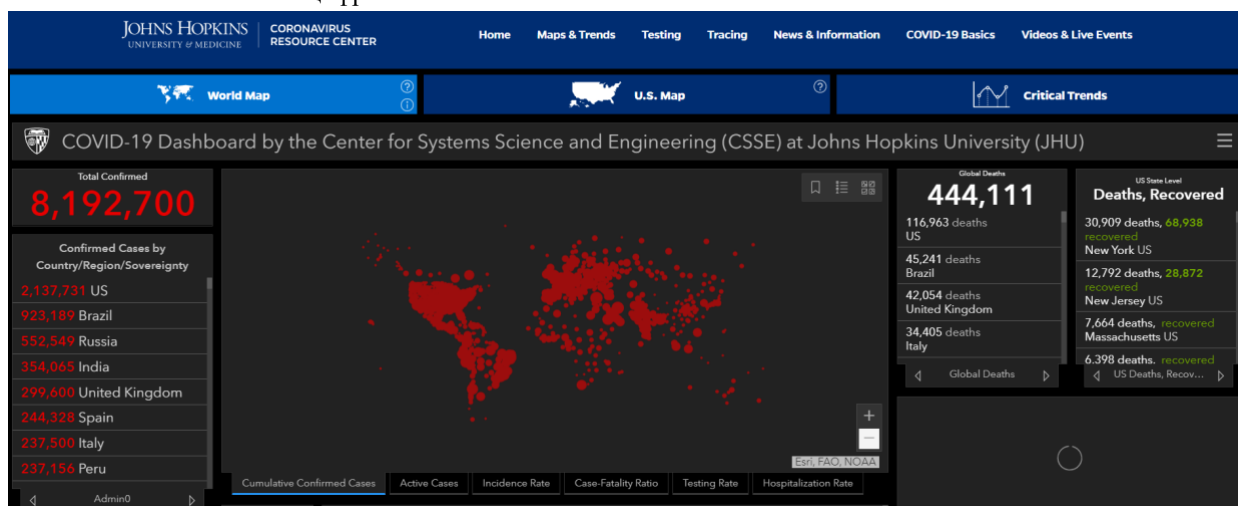 JOHNS HOPKINS
UNIVERSITY & MEDICINE
CORONAVIRUS
RESOURCE CENTER
Home
Maps & Trends
Testing
Tracing
News & Information
COVID-19 Basics
Videos & Live Events
World Map
U.S. Map
Critical Trends
COVID-19 Dashboard by the Center for Systems Science and Engineering (CSSE) at Johns Hopkins University (JHU)
Total Confirmed
8,192,700
Confirmed Cases by
Country/Region/Sovereignty
2,137,731 US
923,189 Brazil
552,549 Russia
354,065 India
299,600 United Kingdom
244,328 Spain
237,500 Italy
237,156 Peru
Admin0
Esri, FAO, NOAA
Cumulative Confirmed Cases
Active Cases
Incidence Rate
Case-Fatality Ratio
Testing Rate
Hospitalization Rate
Global Deaths
444,111
116,963 deaths
US
45,241 deaths
Brazil
42,054 deaths
United Kingdom
34,405 deaths
Italy
Global Deaths
US State Level
Deaths, Recovered
30,909 deaths, 68,938
recovered
New York US
12,792 deaths, 28,872
recovered
New Jersey US
7,664 deaths, recovered
Massachusetts US
6,398 deaths, recovered
US Deaths, Recov...